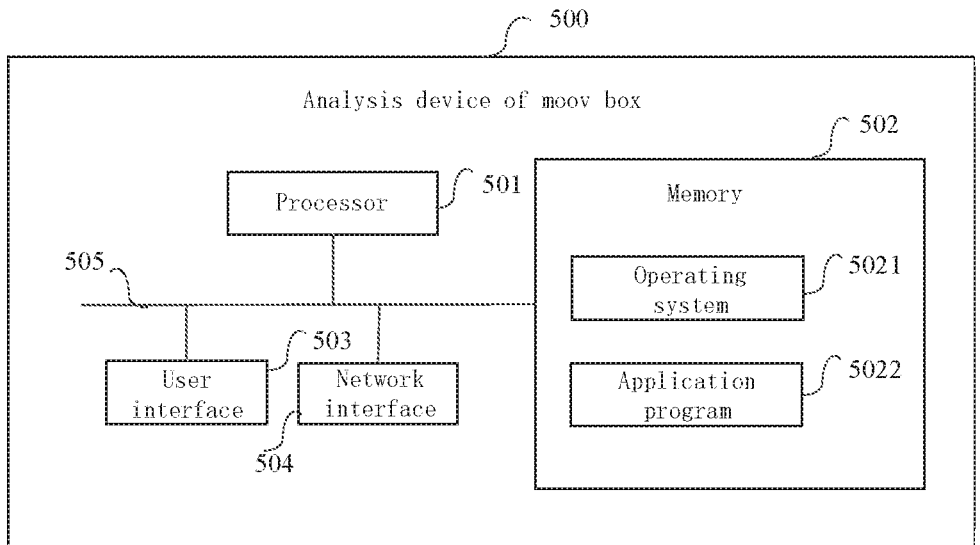 500
Analysis device of moov box
502
Processor
501
Memory
505
Operating
system
5021
503
User
interface
Network
interface
504
Application
program
5022